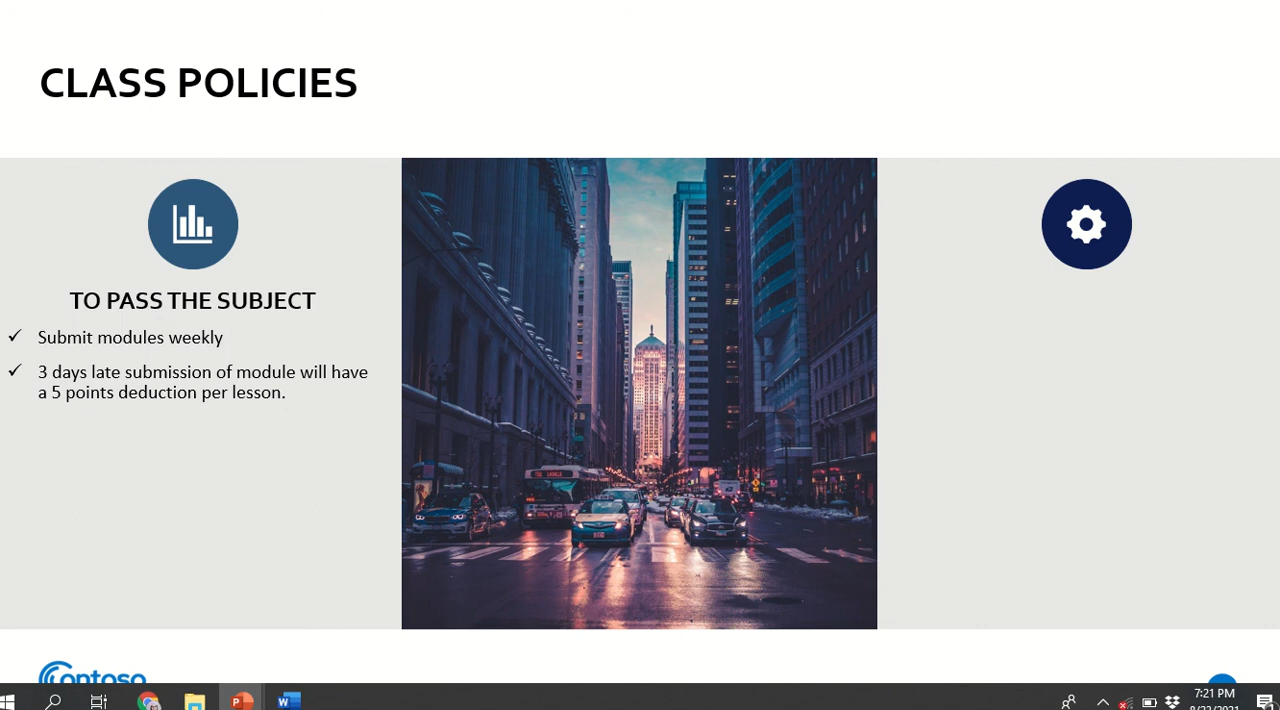 CLASS POLICIES
TO PASS THE SUBJECT
✓ Submit modules weekly
✓ 3 days late submission of module will have
a 5 points deduction per lesson.
Contoso
7:21 PM